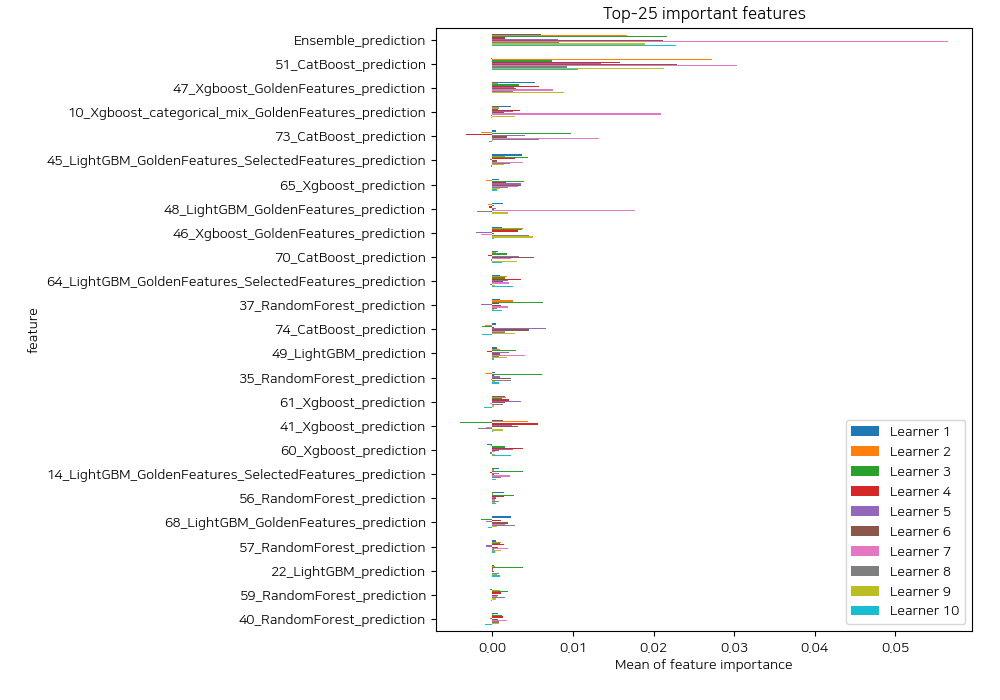 Top-25 important features
Ensemble_prediction
51_CatBoost_prediction
47_Xgboost_GoldenFeatures_prediction
10_Xgboost_categorical_mix_GoldenFeatures_prediction
73_CatBoost_prediction
45_LightGBM_GoldenFeatures_SelectedFeatures_prediction
65_Xgboost_prediction
48_LightGBM_GoldenFeatures_prediction
46_Xgboost_GoldenFeatures_prediction
70_CatBoost_prediction
64_LightGBM_GoldenFeatures_SelectedFeatures_prediction
37_RandomForest_prediction
74_CatBoost_prediction
49_LightGBM_prediction
35_RandomForest_prediction
61_Xgboost_prediction
41_Xgboost_prediction
60_Xgboost_prediction
14_LightGBM_GoldenFeatures_SelectedFeatures_prediction
56_RandomForest_prediction
68_LightGBM_GoldenFeatures_prediction
57_RandomForest_prediction
22_LightGBM_prediction
59_RandomForest_prediction
40_RandomForest_prediction
feature
Learner 1
Learner 2
Learner 3
Learner 4
Learner 5
Learner 6
Learner 7
Learner 8
Learner 9
Learner 10
0.00 0.01 0.02 0.03 0.04 0.05
Mean of feature importance